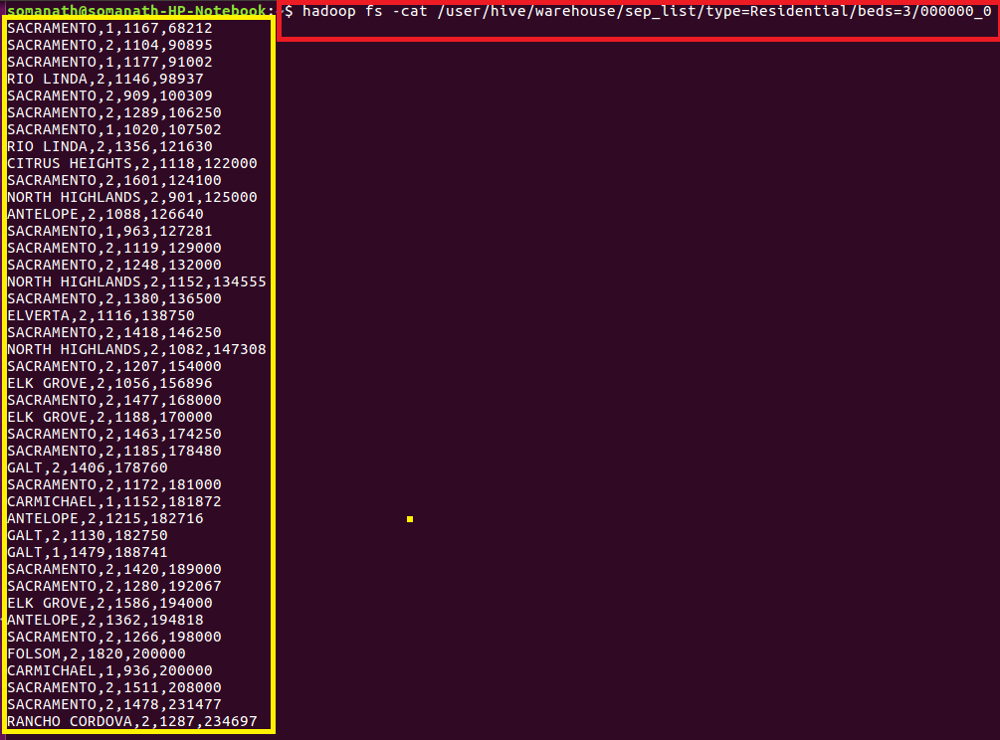 somanath@somanath-HP-Notebook:~$ hadoop fs -cat /user/hive/warehouse/sep_list/type=Residential/beds=3/000000_0
SACRAMENTO,1,1167,68212
SACRAMENTO,2,1104,90895
SACRAMENTO,1,1177,91002
RIO LINDA,2,1146,98937
SACRAMENTO,2,909,100309
SACRAMENTO,2,1289,106250
SACRAMENTO,1,1020,107502
RIO LINDA,2,1356,121630
CITRUS HEIGHTS,2,1118,122000
SACRAMENTO,2,1601,124100
NORTH HIGHLANDS,2,901,125000
ANTELOPE,2,1088,126640
SACRAMENTO,1,963,127281
SACRAMENTO,2,1119,129000
SACRAMENTO,2,1248,132000
NORTH HIGHLANDS,2,1152,134555
SACRAMENTO,2,1380,136500
ELVERTA,2,1116,138750
SACRAMENTO,2,1418,146250
NORTH HIGHLANDS,2,1082,147308
SACRAMENTO,2,1207,154000
ELK GROVE,2,1056,156896
SACRAMENTO,2,1477,168000
ELK GROVE,2,1188,170000
SACRAMENTO,2,1463,174250
SACRAMENTO,2,1185,178480
GALT,2,1406,178760
SACRAMENTO,2,1172,181000
CARMICHAEL,1,1152,181872
ANTELOPE,2,1215,182716
GALT,2,1130,182750
GALT,1,1479,188741
SACRAMENTO,2,1420,189000
SACRAMENTO,2,1280,192067
ELK GROVE,2,1586,194000
ANTELOPE,2,1362,194818
SACRAMENTO,2,1266,198000
FOLSOM,2,1820,200000
CARMICHAEL,1,936,200000
SACRAMENTO,2,1511,208000
SACRAMENTO,2,1478,231477
RANCHO CORDOVA,2,1287,234697